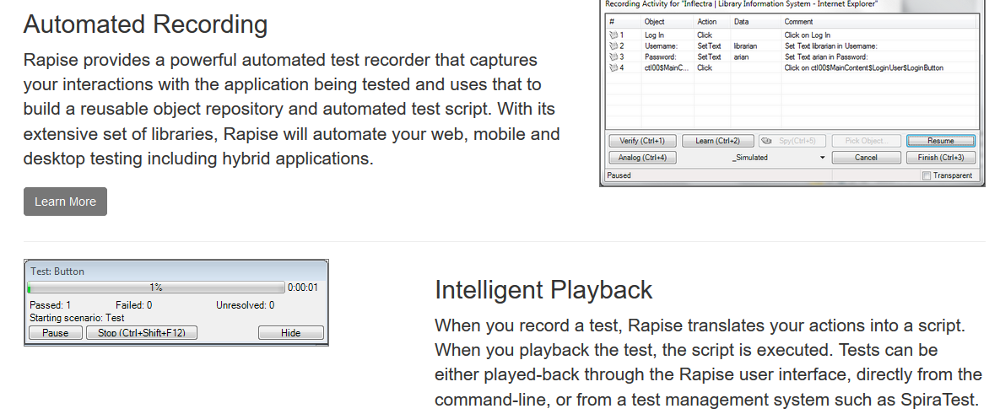 Automated Recording
Rapise provides a powerful automated test recorder that captures
your interactions with the application being tested and uses that to
build a reusable object repository and automated test script. With its
extensive set of libraries, Rapise will automate your web, mobile and
desktop testing including hybrid applications.
Learn More
Recording Activity for "Inflectra | Library Information System - Internet Explorer"
# Object Action Data Comment
1 Log In Click Click on Log In
2 Username: SetText librarian Set Text librarian in Username:
3 Password: SetText arian Set Text arian in Password:
4 ctl00$MainC... Click Click on ctl00$MainContent$LoginUser$LoginButton
Verify (Ctrl+1) Learn (Ctrl+2) Spy(Ctrl+5) Pick Object... Resume
Analog (Ctrl+4) _Simulated Cancel Finish (Ctrl+3)
Paused Transparent
Test: Button
1% 0:00:01
Passed: 1 Failed: 0 Unresolved: 0
Starting scenario: Test
Pause Stop (Ctrl+Shift+F12) Hide
Intelligent Playback
When you record a test, Rapise translates your actions into a script.
When you playback the test, the script is executed. Tests can be
either played-back through the Rapise user interface, directly from the
command-line, or from a test management system such as SpiraTest.